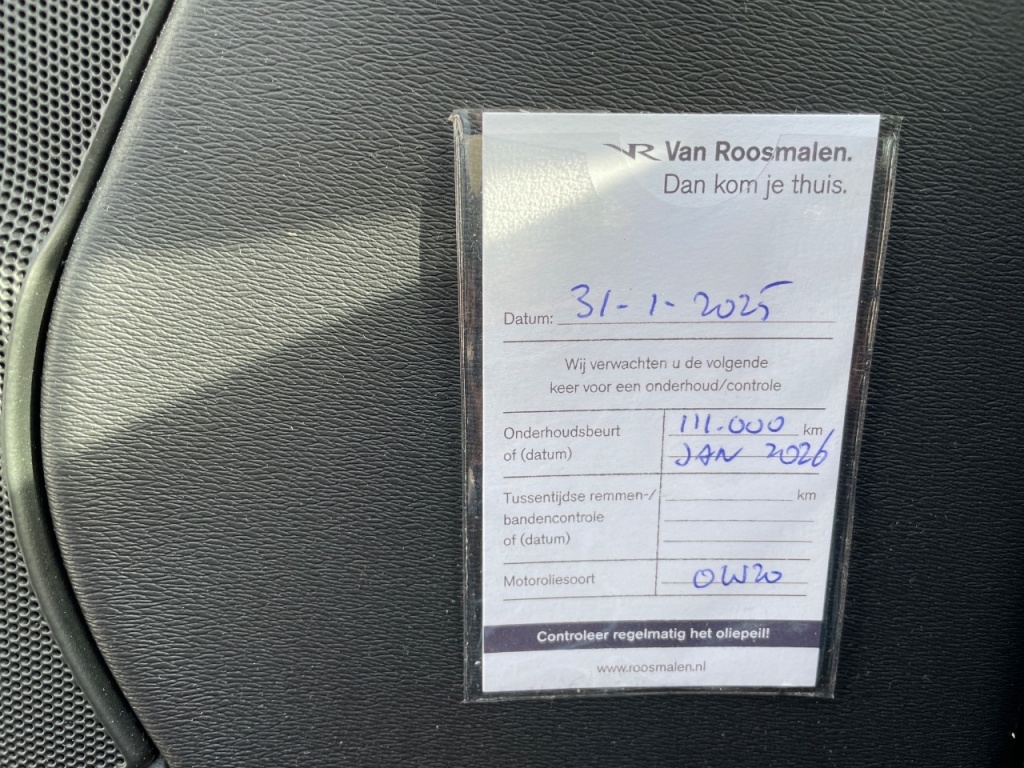 VR Van Roosmalen.
Dan kom je thuis.
Datum: 31-1-2025
Wij verwachten u de volgende
keer voor een onderhoud/controle
Onderhoudsbeurt 111.000 km
of (datum) JAN 2026
Tussentijdse remmen-/ km
bandencontrole
of (datum)
Motoroliesoort 0W20
Controleer regelmatig het oliepeil!
www.roosmalen.nl